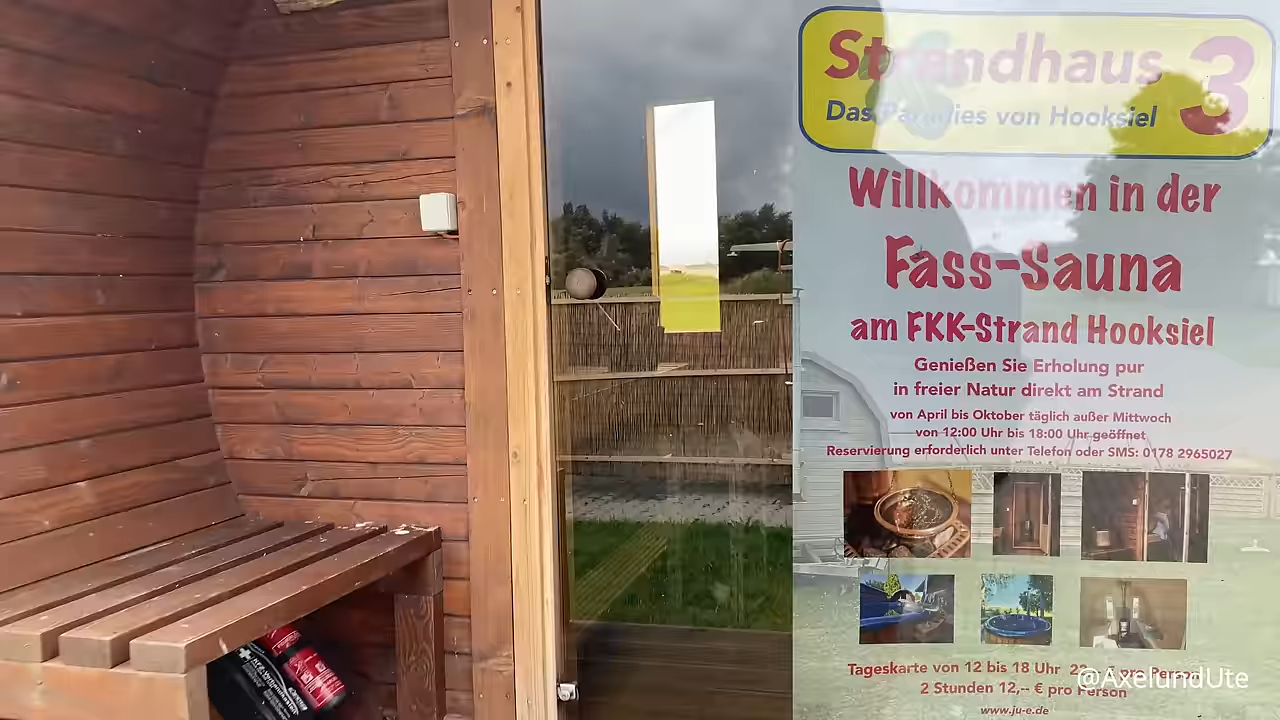 Strandhaus 3
Das Paradies von Hooksiel
Willkommen in der
Fass-Sauna
am FKK-Strand Hooksiel
Genießen Sie Erholung pur
in freier Natur direkt am Strand
von April bis Oktober täglich außer Mittwoch
von 12:00 Uhr bis 18:00 Uhr geöffnet
Reservierung erforderlich unter Telefon oder SMS: 0178 2965027
Tageskarte von 12 bis 18 Uhr € pro Person
2 Stunden 12,-- € pro Person
www.ju-e.de
@AxelundUte